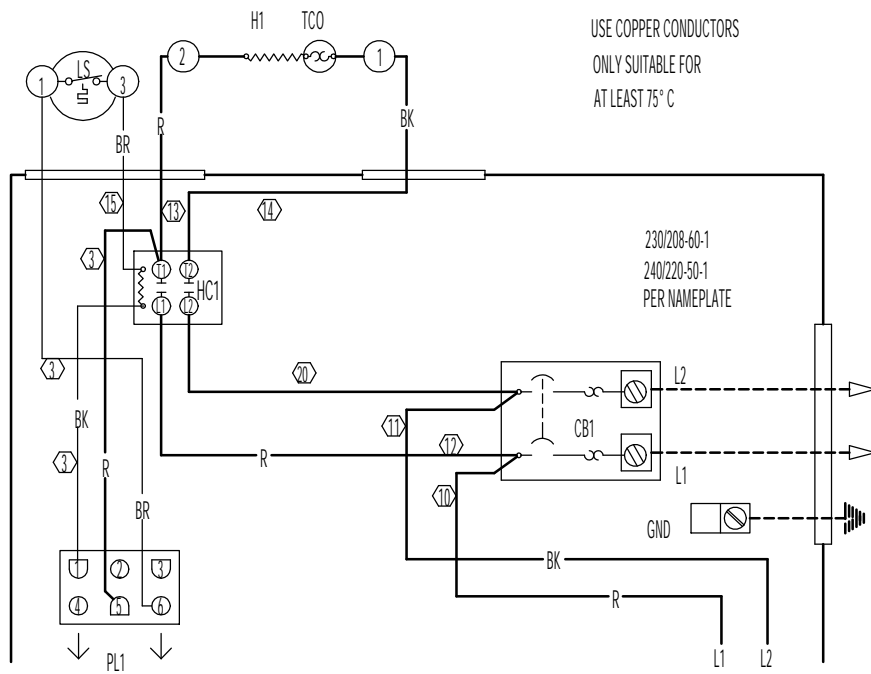 H1 TCO
USE COPPER CONDUCTORS
ONLY SUITABLE FOR
AT LEAST 75° C
LS
1
3
2
1
BR
R
BK
15
13
14
3
T1 T2
HC1
L1 L2
230/208-60-1
240/220-50-1
PER NAMEPLATE
3
20
L2
BK
11
12
CB1
R
3
R
L1
10
BR
GND
BK
1 2 3
4 5 6
R
PL1
L1 L2